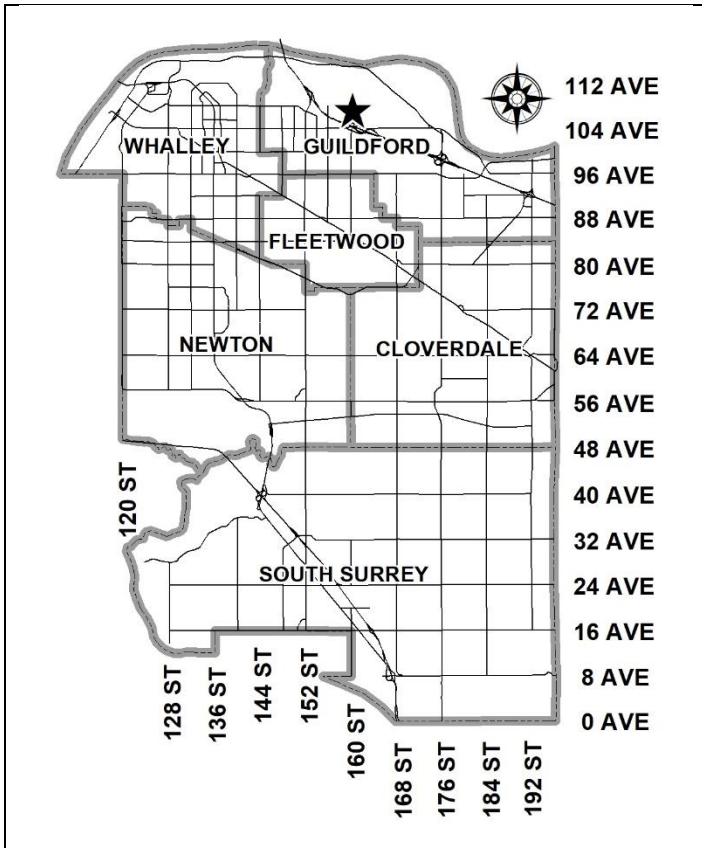 112 AVE
104 AVE
WHALLEY
GUILDFORD
96 AVE
88 AVE
FLEETWOOD
80 AVE
72 AVE
NEWTON
CLOVERDALE
64 AVE
56 AVE
48 AVE
120 ST
40 AVE
32 AVE
SOUTH SURREY
24 AVE
16 AVE
128 ST
136 ST
144 ST
152 ST
160 ST
8 AVE
0 AVE
168 ST
176 ST
184 ST
192 ST